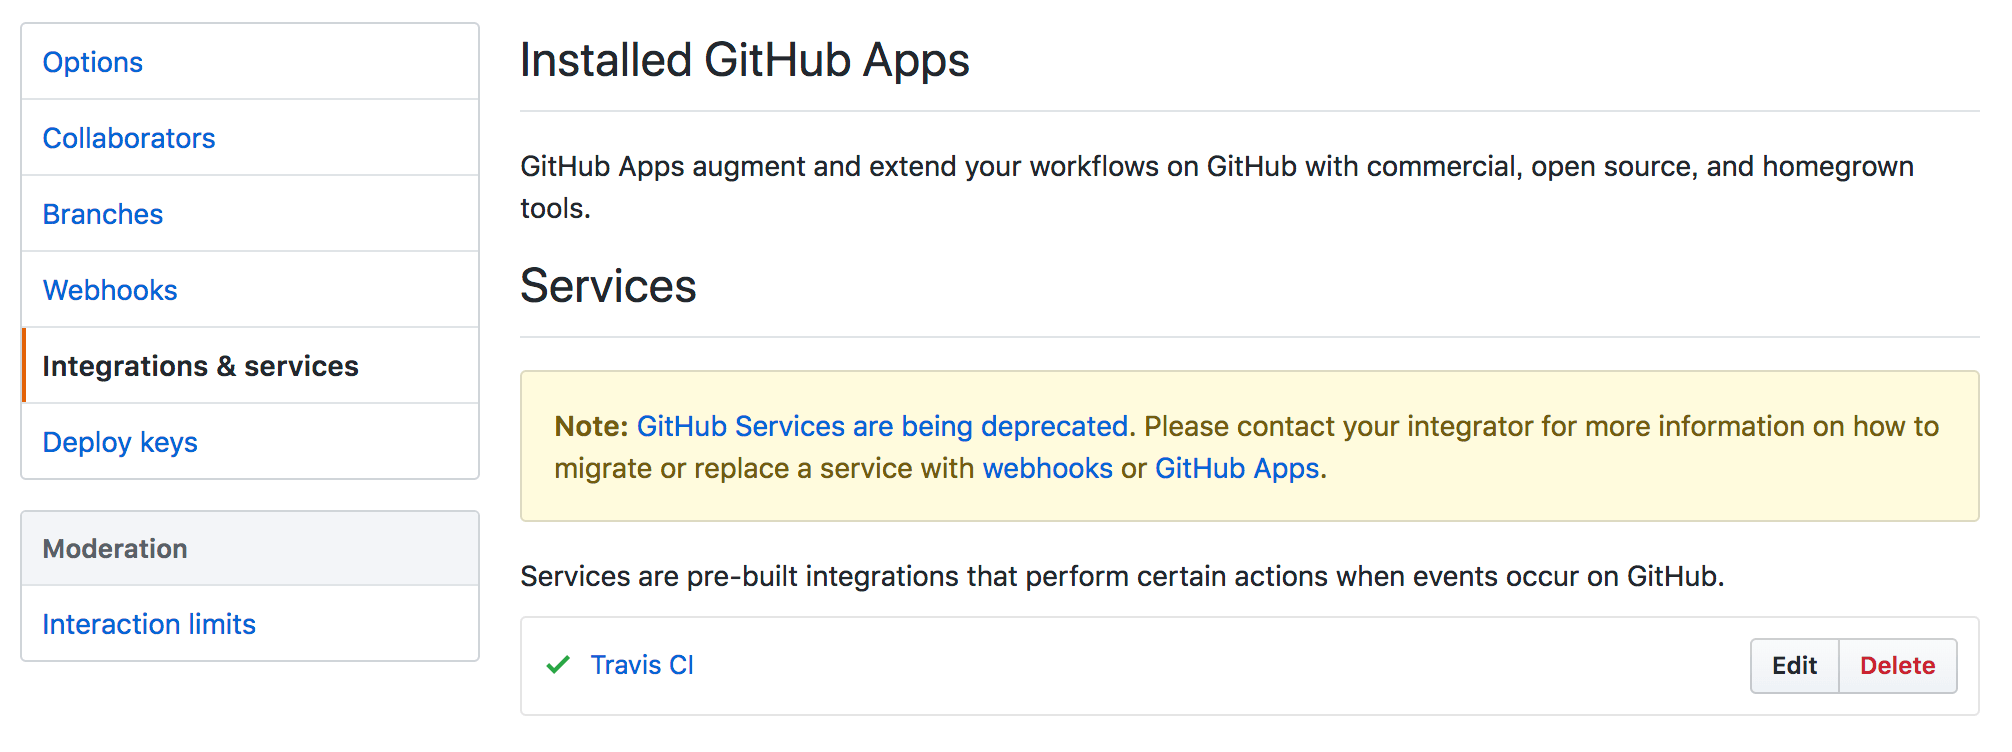 Options
Collaborators
Branches
Webhooks
Integrations & services
Deploy keys
Moderation
Interaction limits
Installed GitHub Apps
GitHub Apps augment and extend your workflows on GitHub with commercial, open source, and homegrown
tools.
Services
Note: GitHub Services are being deprecated. Please contact your integrator for more information on how to
migrate or replace a service with webhooks or GitHub Apps.
Services are pre-built integrations that perform certain actions when events occur on GitHub.
Travis CI
Edit
Delete